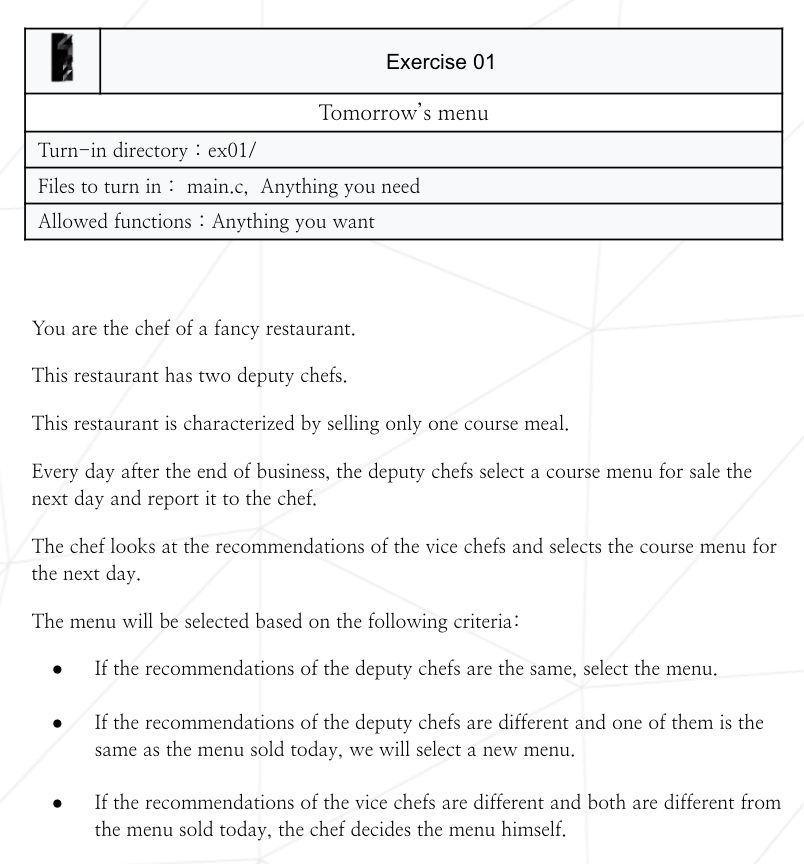 Exercise 01
Tomorrow's menu
Turn-in directory : ex01/
Files to turn in : main.c, Anything you need
Allowed functions : Anything you want
You are the chef of a fancy restaurant.
This restaurant has two deputy chefs.
This restaurant is characterized by selling only one course meal.
Every day after the end of business, the deputy chefs select a course menu for sale the
next day and report it to the chef.
The chef looks at the recommendations of the vice chefs and selects the course menu for
the next day.
The menu will be selected based on the following criteria:
● If the recommendations of the deputy chefs are the same, select the menu.
● If the recommendations of the deputy chefs are different and one of them is the
same as the menu sold today, we will select a new menu.
● If the recommendations of the vice chefs are different and both are different from
the menu sold today, the chef decides the menu himself.